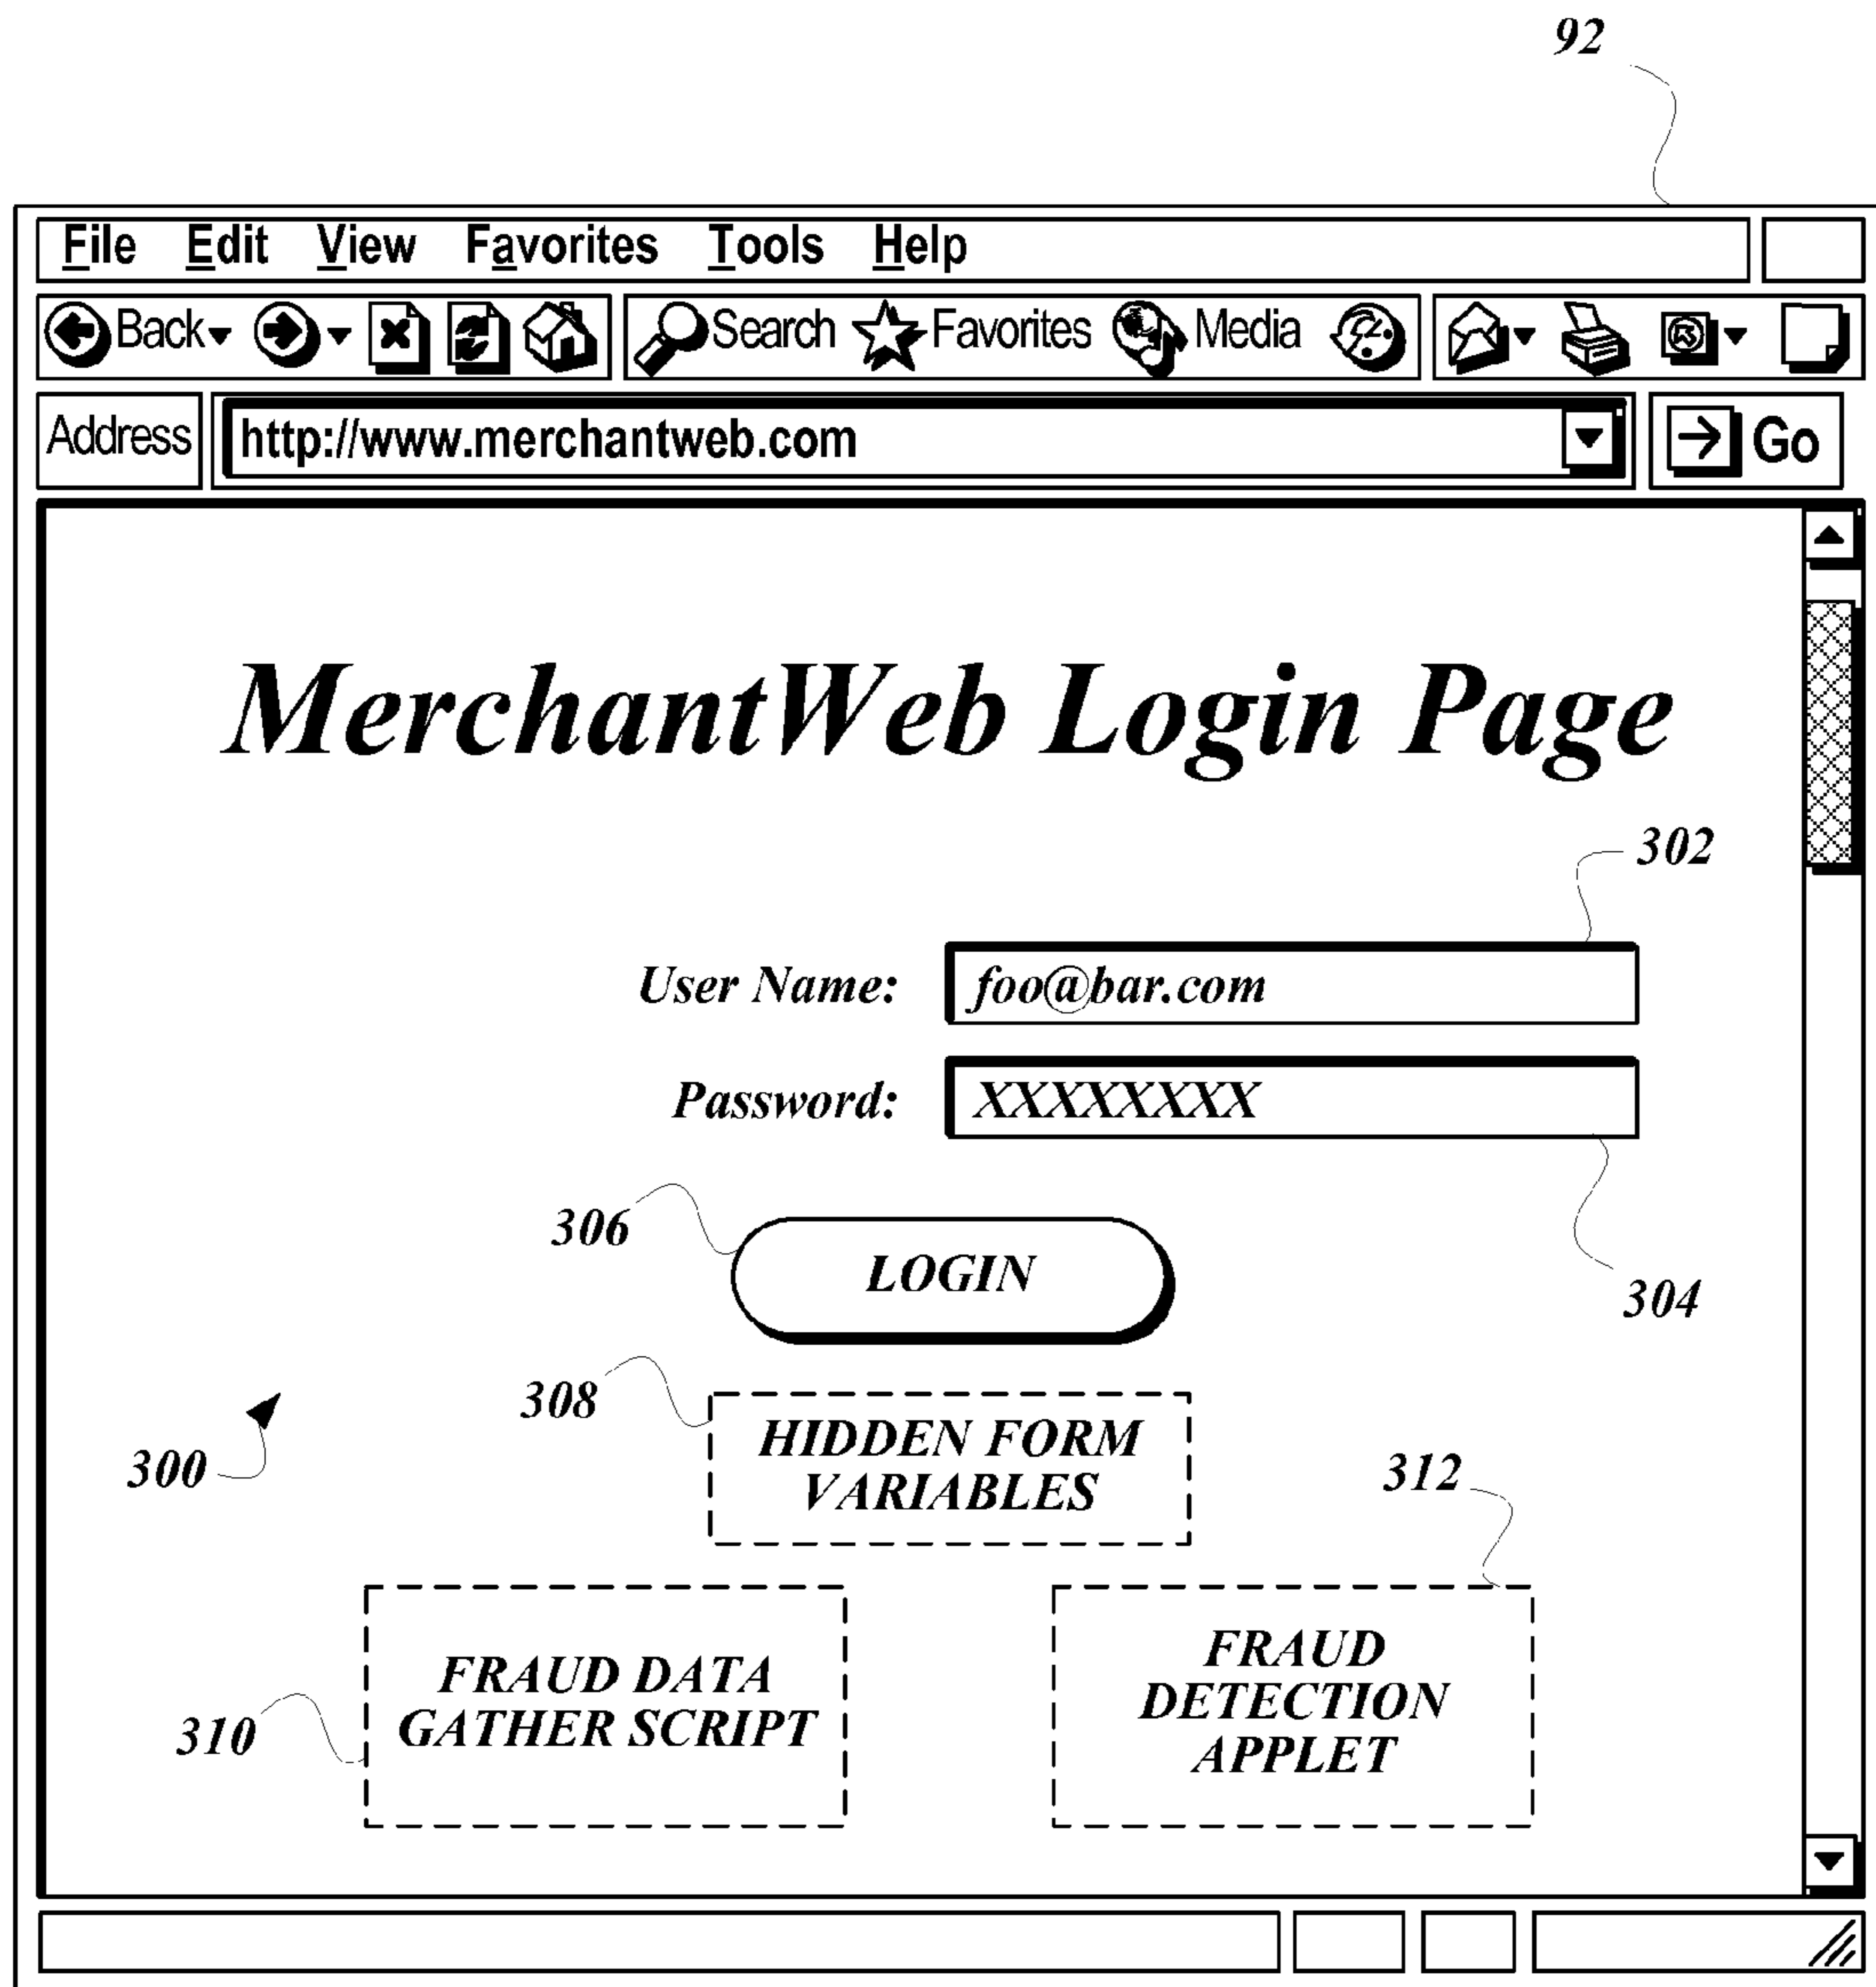 92
File Edit View Favorites Tools Help
Back Search Favorites Media
Address http://www.merchantweb.com Go
MerchantWeb Login Page
302
User Name: foo@bar.com
Password: XXXXXXXX
306 LOGIN
304
308 HIDDEN FORM
VARIABLES
300
312
FRAUD DATA
GATHER SCRIPT
310
FRAUD
DETECTION
APPLET